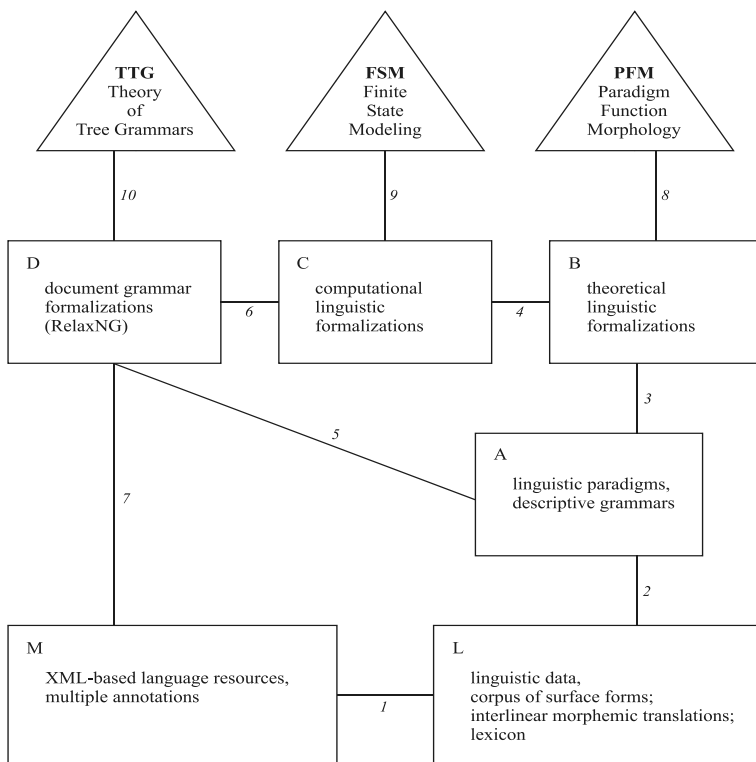 TTG
Theory
of
Tree Grammars
FSM
Finite
State
Modeling
PFM
Paradigm
Function
Morphology
10
9
8
D
document grammar
formalizations
(RelaxNG)
6
C
computational
linguistic
formalizations
4
B
theoretical
linguistic
formalizations
3
5
A
linguistic paradigms,
descriptive grammars
7
2
M
XML-based language resources,
multiple annotations
1
L
linguistic data,
corpus of surface forms;
interlinear morphemic translations;
lexicon